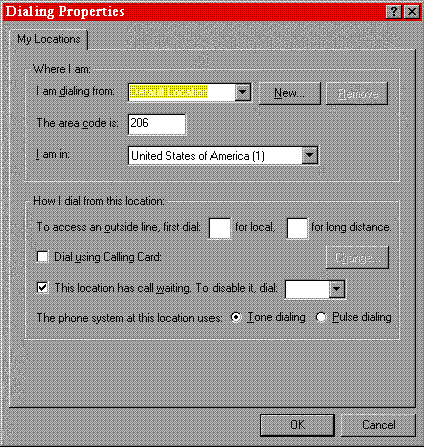 Dialing Properties
My Locations
Where I am:
I am dialing from:
New...
Remove
The area code is: 206
I am in: United States of America (1)
How I dial from this location:
To access an outside line, first dial: for local, for long distance.
Dial using Calling Card:
Change...
This location has call waiting. To disable it, dial:
The phone system at this location uses: Tone dialing Pulse dialing
OK Cancel